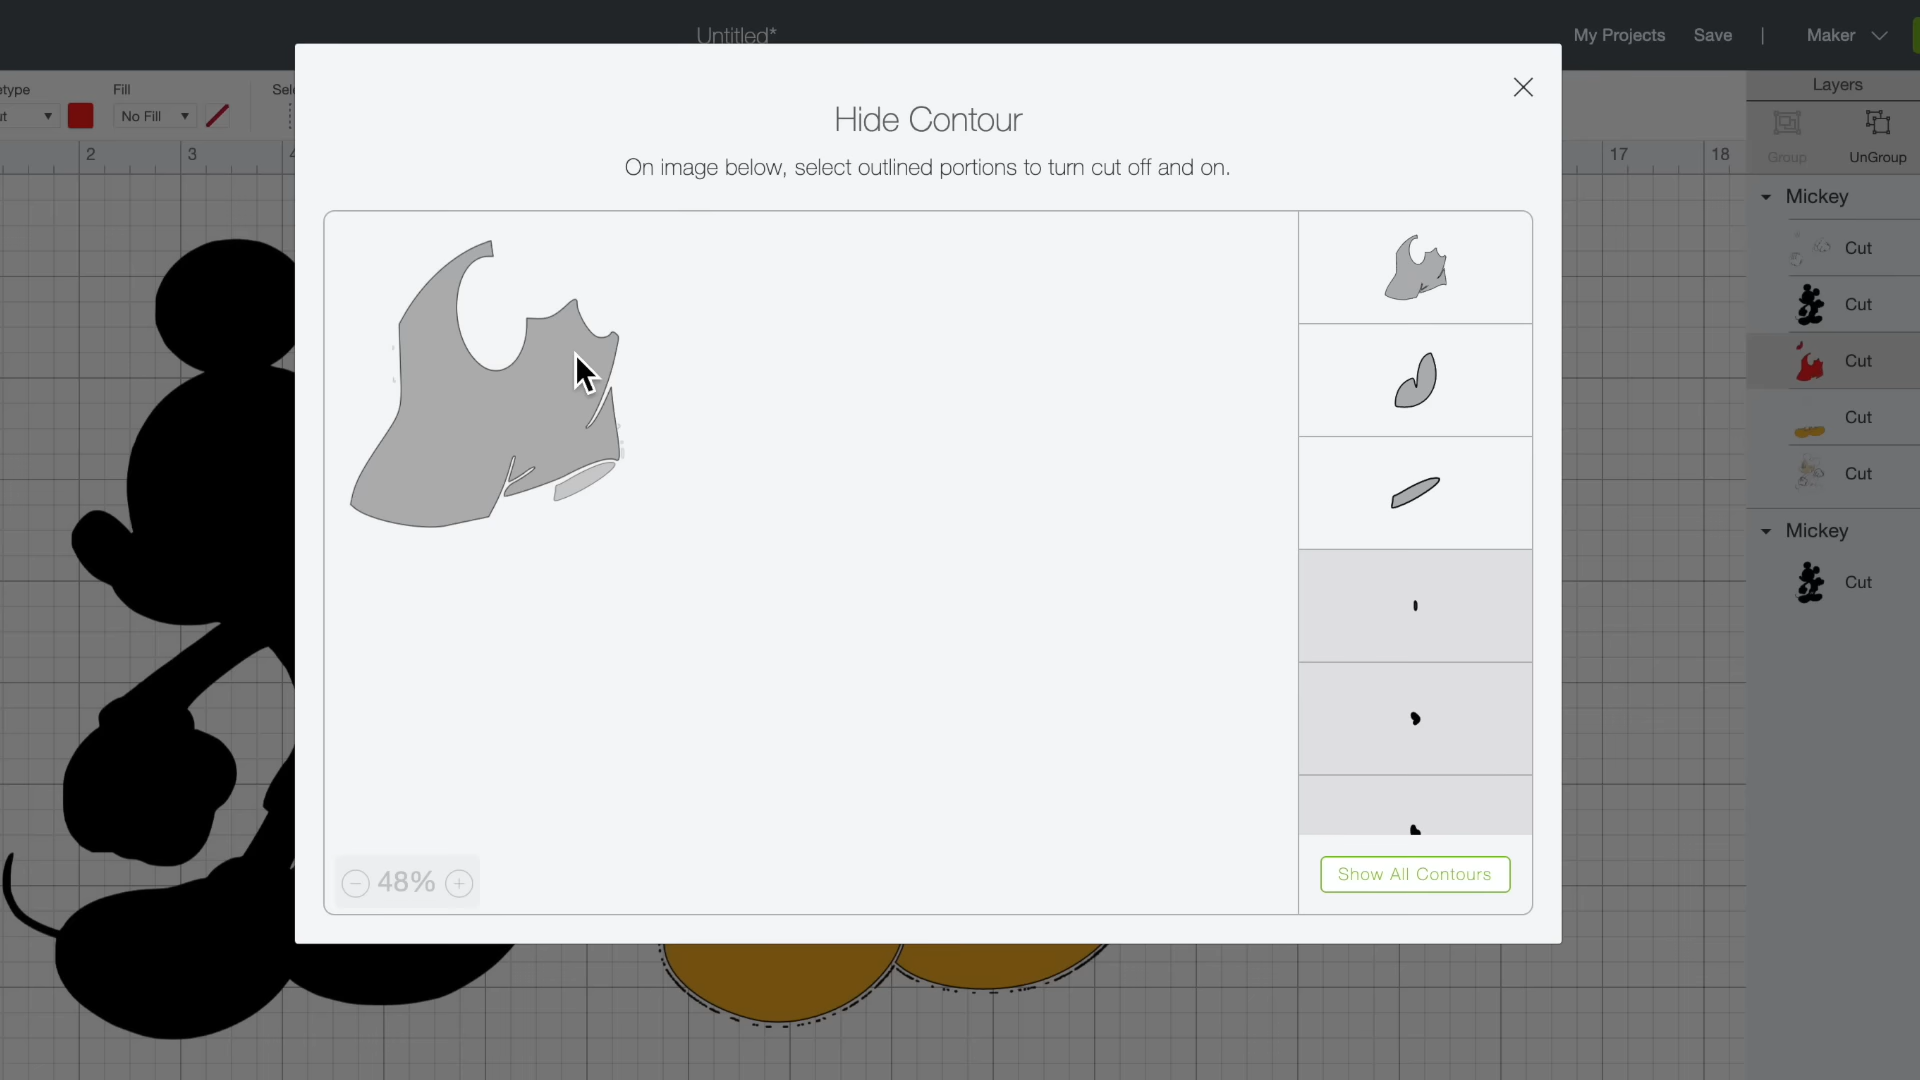 Untitled*
My Projects
Save
|
Maker
Fill
No Fill
2
3
17
18
Layers
Group
UnGroup
Mickey
Cut
Cut
Cut
Cut
Cut
Mickey
Cut
Hide Contour
On image below, select outlined portions to turn cut off and on.
48%
Show All Contours